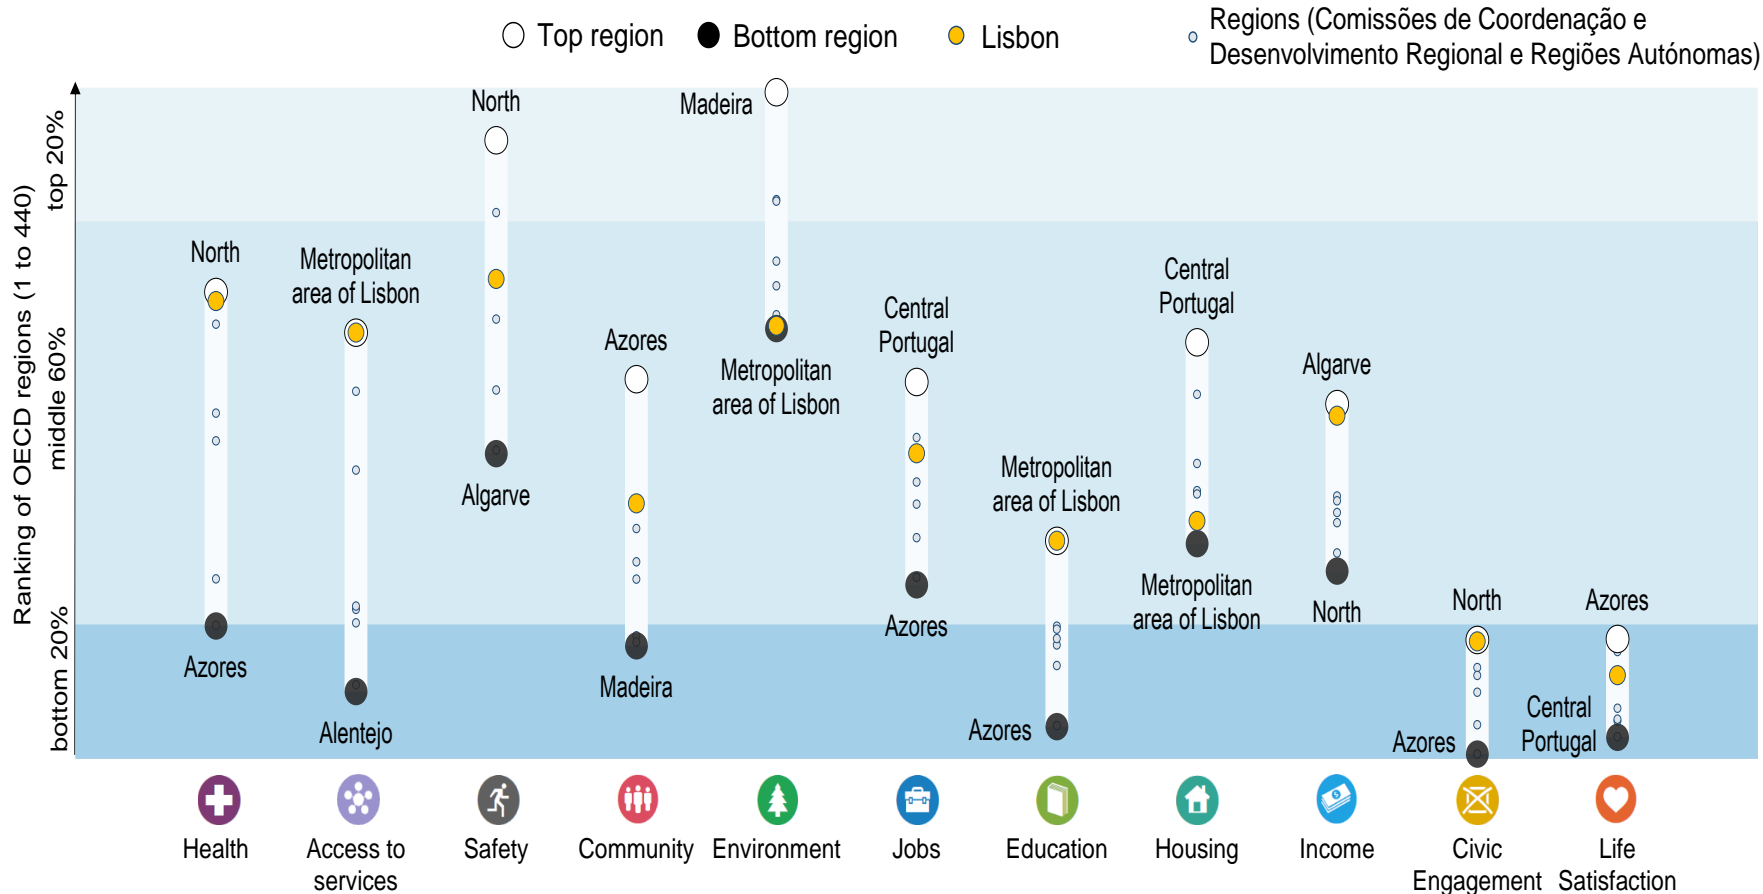 Top region
Bottom region
Lisbon
Regions (Comissões de Coordenação e
Desenvolvimento Regional e Regiões Autónomas)
Ranking of OECD regions (1 to 440)
top 20%
middle 60%
bottom 20%
North
Azores
Metropolitan
area of Lisbon
Alentejo
North
Algarve
Azores
Madeira
Madeira
Metropolitan
area of Lisbon
Central
Portugal
Azores
Metropolitan
area of Lisbon
Azores
Central
Portugal
Metropolitan
area of Lisbon
Algarve
North
North
Azores
Azores
Central
Portugal
Health
Access to
services
Safety
Community
Environment
Jobs
Education
Housing
Income
Civic
Engagement
Life
Satisfaction